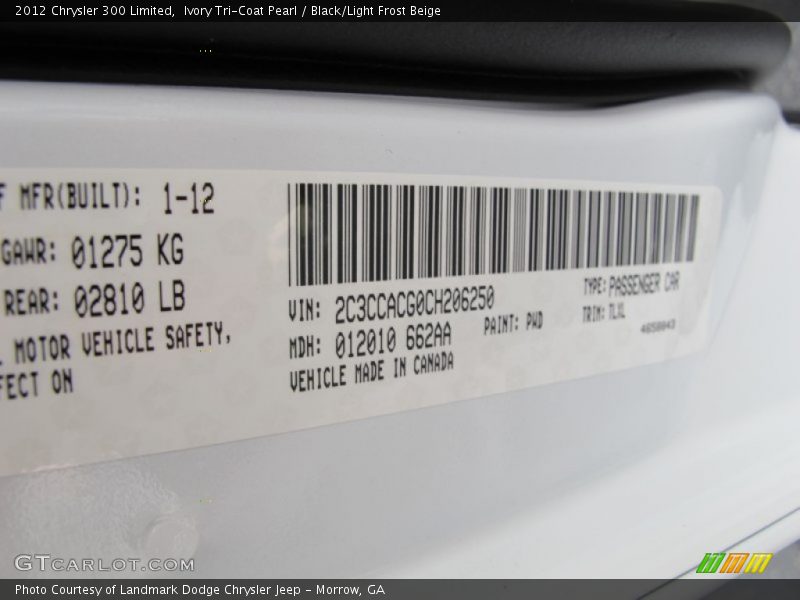 2012 Chrysler 300 Limited, Ivory Tri-Coat Pearl / Black/Light Frost Beige
F MFR(BUILT): 1-12
GAWR: 01275 KG
REAR: 02810 LB
MOTOR VEHICLE SAFETY,
FECT ON
VIN: 2C3CCACG0CH206250
MDH: 012010 662AA
PAINT: PWD
VEHICLE MADE IN CANADA
TYPE: PASSENGER CAR
TRIM: TLXL
4658043
GTCARLOT.COM
Photo Courtesy of Landmark Dodge Chrysler Jeep - Morrow, GA